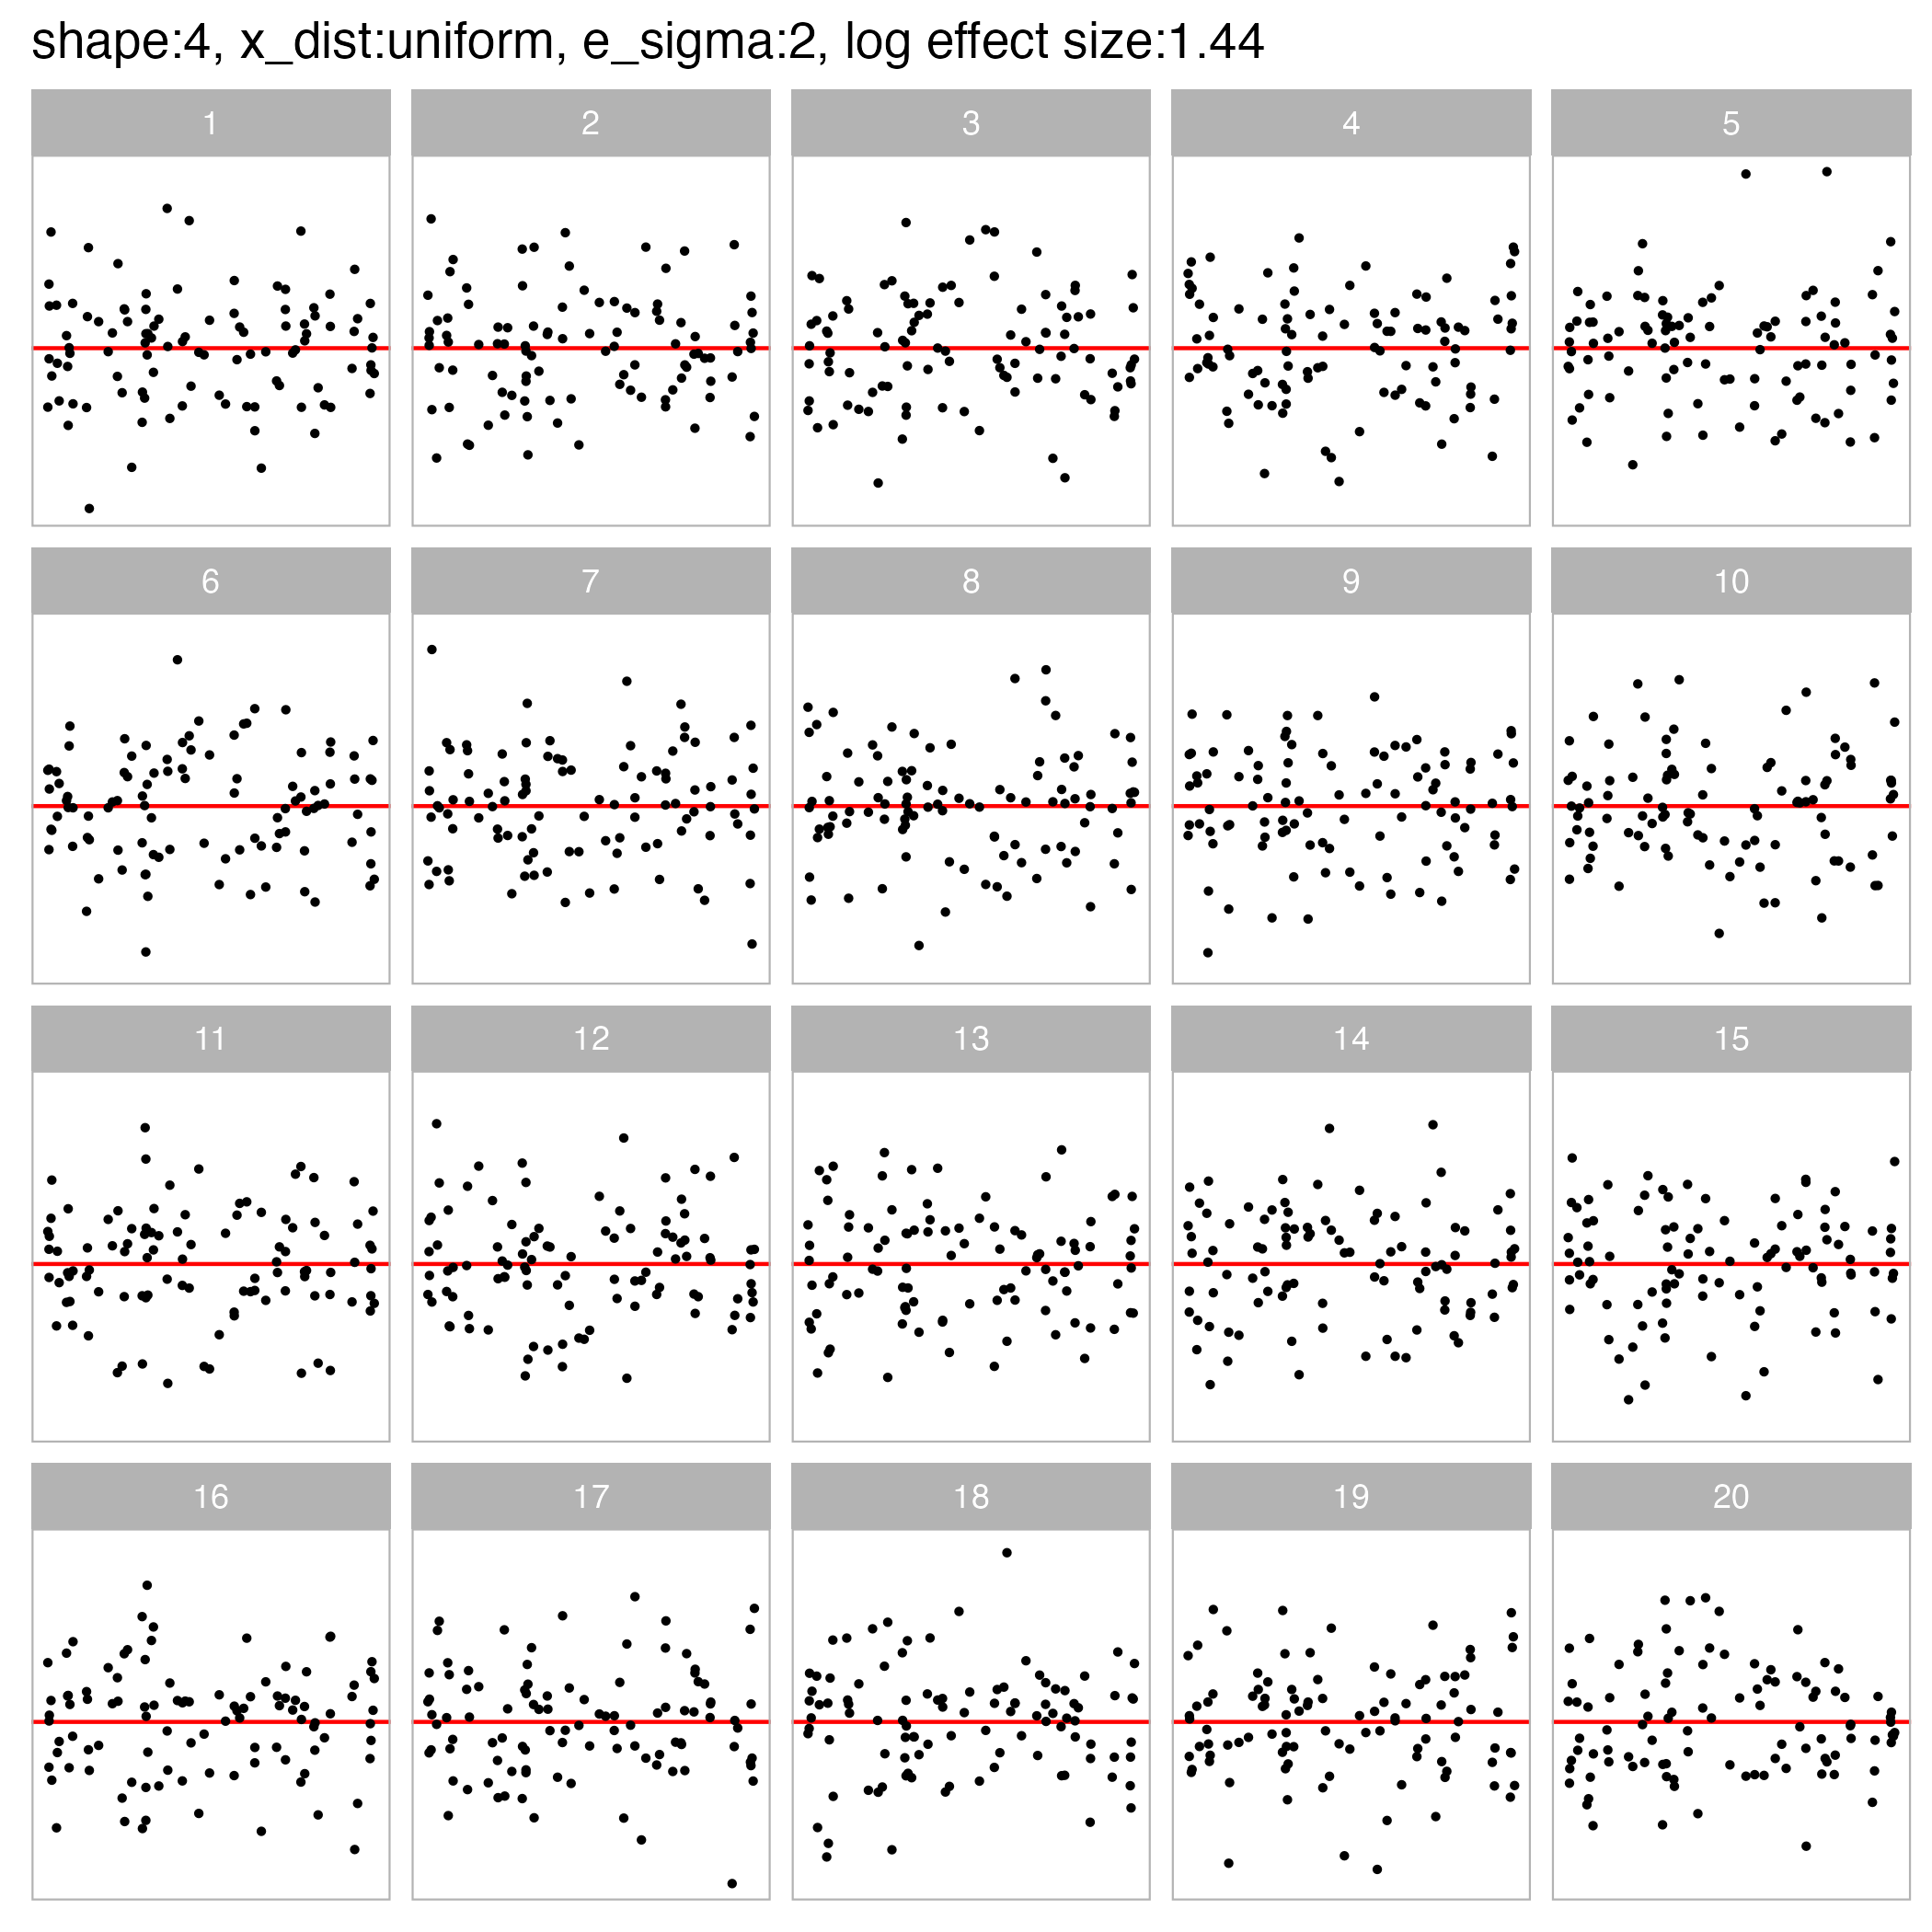 shape:4, x_dist:uniform, e_sigma:2, log effect size:1.44
1 2 3 4 5
6 7 8 9 10
11 12 13 14 15
16 17 18 19 20